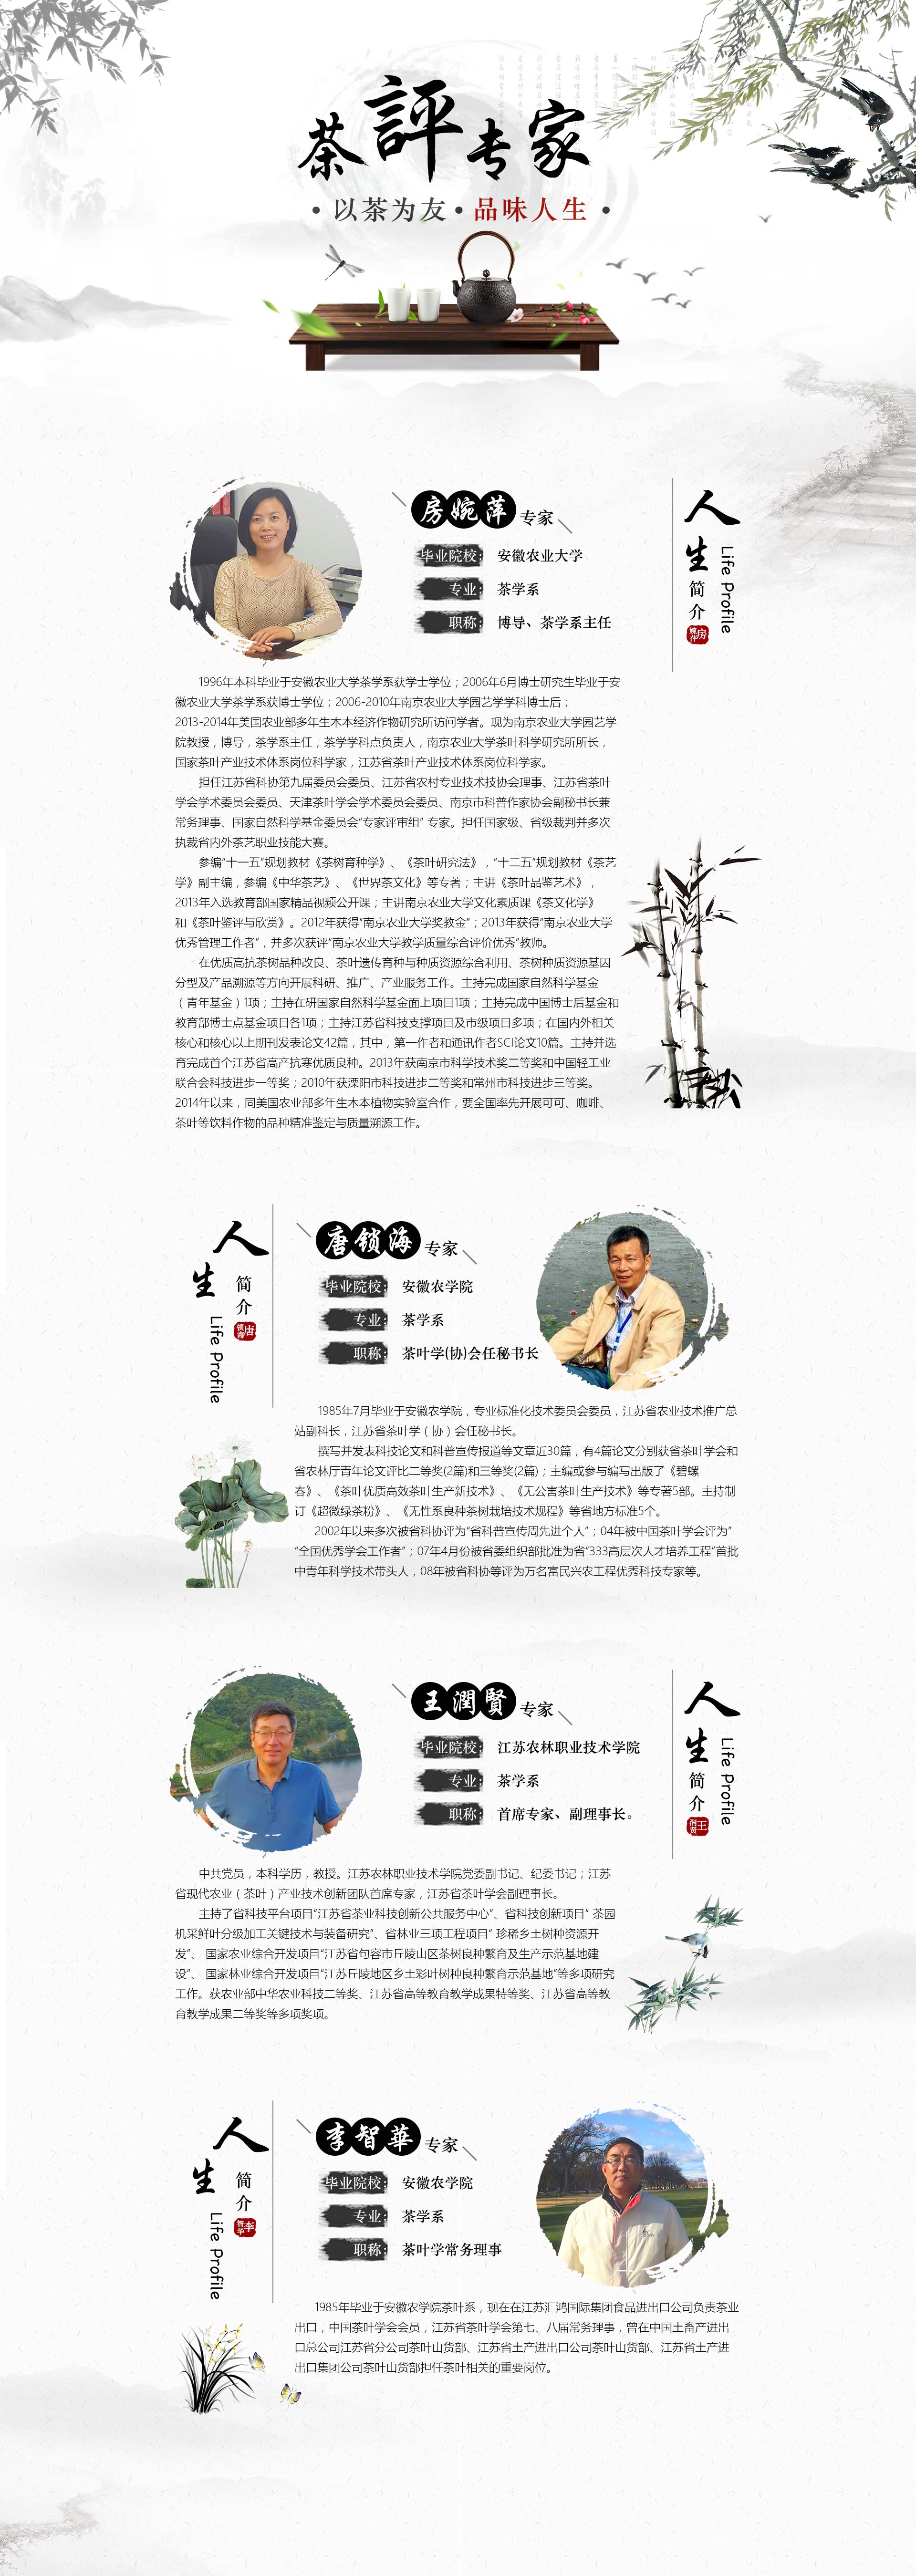 茶評专家
·以茶为友·品味人生·
房婉萍 专家
毕业院校: 安徽农业大学
专业: 茶学系
职称: 博导、茶学系主任
人生简介
Life Profile
房婉萍
1996年本科毕业于安徽农业大学茶学系获学士学位；2006年6月博士研究生毕业于安
徽农业大学茶学系获博士学位；2006-2010年南京农业大学园艺学学科博士后；
2013-2014年美国农业部多年生木本经济作物研究所访问学者。现为南京农业大学园艺学
院教授，博导，茶学系主任，茶学学科点负责人，南京农业大学茶叶科学研究所所长，
国家茶叶产业技术体系岗位科学家，江苏省茶叶产业技术体系岗位科学家。
担任江苏省科协第九届委员会委员、江苏省农村专业技术技协会理事、江苏省茶叶
学会学术委员会委员、天津茶叶学会学术委员会委员、南京市科普作家协会副秘书长兼
常务理事、国家自然科学基金委员会“专家评审组” 专家。担任国家级、省级裁判并多次
执裁省内外茶艺职业技能大赛。
参编“十一五”规划教材《茶树育种学》、《茶叶研究法》，“十二五”规划教材《茶艺
学》副主编，参编《中华茶艺》、《世界茶文化》等专著；主讲《茶叶品鉴艺术》，
2013年入选教育部国家精品视频公开课；主讲南京农业大学文化素质课《茶文化学》
和《茶叶鉴评与欣赏》。2012年获得“南京农业大学奖教金”；2013年获得“南京农业大学
优秀管理工作者”，并多次获评“南京农业大学教学质量综合评价优秀”教师。
在优质高抗茶树品种改良、茶叶遗传育种与种质资源综合利用、茶树种质资源基因
分型及产品溯源等方向开展科研、推广、产业服务工作。主持完成国家自然科学基金
（青年基金）1项；主持在研国家自然科学基金面上项目1项；主持完成中国博士后基金和
教育部博士点基金项目各1项；主持江苏省科技支撑项目及市级项目多项；在国内外相关
核心和核心以上期刊发表论文42篇，其中，第一作者和通讯作者SCI论文10篇。主持并选
育完成首个江苏省高产抗寒优质良种。2013年获南京市科学技术奖二等奖和中国轻工业
联合会科技进步一等奖；2010年获溧阳市科技进步二等奖和常州市科技进步三等奖。
2014年以来，同美国农业部多年生木本植物实验室合作，要全国率先开展可可、咖啡、
茶叶等饮料作物的品种精准鉴定与质量溯源工作。
人生简介
Life Profile
唐锁海
唐锁海 专家
毕业院校: 安徽农学院
专业: 茶学系
职称: 茶叶学(协)会任秘书长
1985年7月毕业于安徽农学院，专业标准化技术委员会委员，江苏省农业技术推广总
站副科长，江苏省茶叶学（协）会任秘书长。
撰写并发表科技论文和科普宣传报道等文章近30篇，有4篇论文分别获省茶叶学会和
省农林厅青年论文评比二等奖(2篇)和三等奖(2篇)；主编或参与编写出版了《碧螺
春》、《茶叶优质高效茶叶生产新技术》、《无公害茶叶生产技术》等专著5部。主持制
订《超微绿茶粉》、《无性系良种茶树栽培技术规程》等省地方标准5个。
2002年以来多次被省科协评为“省科普宣传周先进个人”；04年被中国茶叶学会评为”
“全国优秀学会工作者”；07年4月份被省委组织部批准为省“333高层次人才培养工程”首批
中青年科学技术带头人，08年被省科协等评为万名富民兴农工程优秀科技专家等。
王潤賢 专家
毕业院校: 江苏农林职业技术学院
专业: 茶学系
职称: 首席专家、副理事长。
人生简介
Life Profile
中共党员，本科学历，教授。江苏农林职业技术学院党委副书记、纪委书记；江苏
省现代农业（茶叶）产业技术创新团队首席专家，江苏省茶叶学会副理事长。
主持了省科技平台项目“江苏省茶业科技创新公共服务中心”、省科技创新项目“ 茶园
机采鲜叶分级加工关键技术与装备研究”、省林业三项工程项目“ 珍稀乡土树种资源开
发”、 国家农业综合开发项目“江苏省句容市丘陵山区茶树良种繁育及生产示范基地建
设”、 国家林业综合开发项目“江苏丘陵地区乡土彩叶树种良种繁育示范基地”等多项研究
工作。获农业部中华农业科技二等奖、江苏省高等教育教学成果特等奖、江苏省高等教
育教学成果二等奖等多项奖项。
人生简介
Life Profile
李智華 专家
毕业院校: 安徽农学院
专业: 茶学系
职称: 茶叶学常务理事
1985年毕业于安徽农学院茶叶系，现在在江苏汇鸿国际集团食品进出口公司负责茶业
出口，中国茶叶学会会员，江苏省茶叶学会第七、八届常务理事，曾在中国土畜产进出
口总公司江苏省分公司茶叶山货部、江苏省土产进出口公司茶叶山货部、江苏省土产进
出口集团公司茶叶山货部担任茶叶相关的重要岗位。